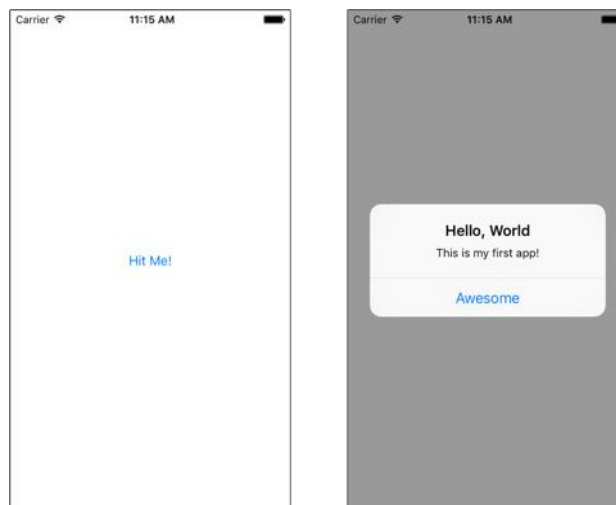 Carrier
11:15 AM
Hit Me!
Carrier
11:15 AM
Hello, World
This is my first app!
Awesome